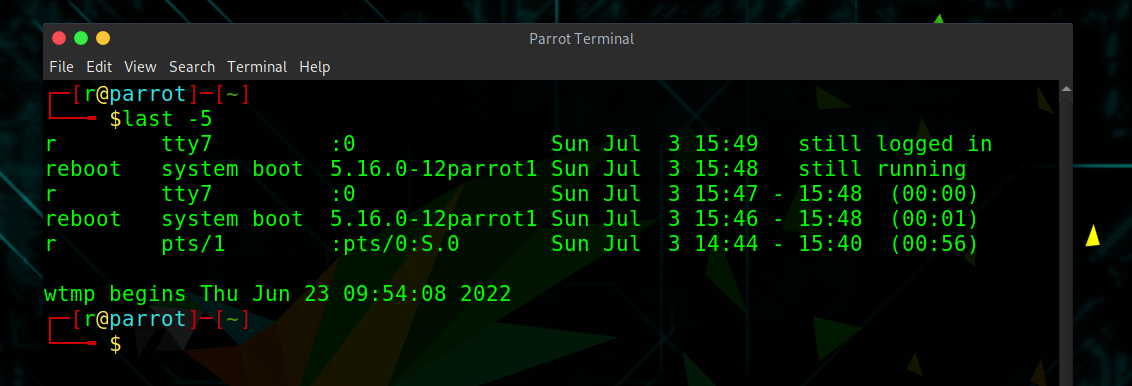 Parrot Terminal
File Edit View Search Terminal Help
┌─[r@parrot]─[~]
└──╼ $last -5
r        tty7         :0               Sun Jul  3 15:49   still logged in
reboot   system boot  5.16.0-12parrot1 Sun Jul  3 15:48   still running
r        tty7         :0               Sun Jul  3 15:47 - 15:48  (00:00)
reboot   system boot  5.16.0-12parrot1 Sun Jul  3 15:46 - 15:48  (00:01)
r        pts/1        :pts/0:S.0       Sun Jul  3 14:44 - 15:40  (00:56)
wtmp begins Thu Jun 23 09:54:08 2022
┌─[r@parrot]─[~]
└──╼ $